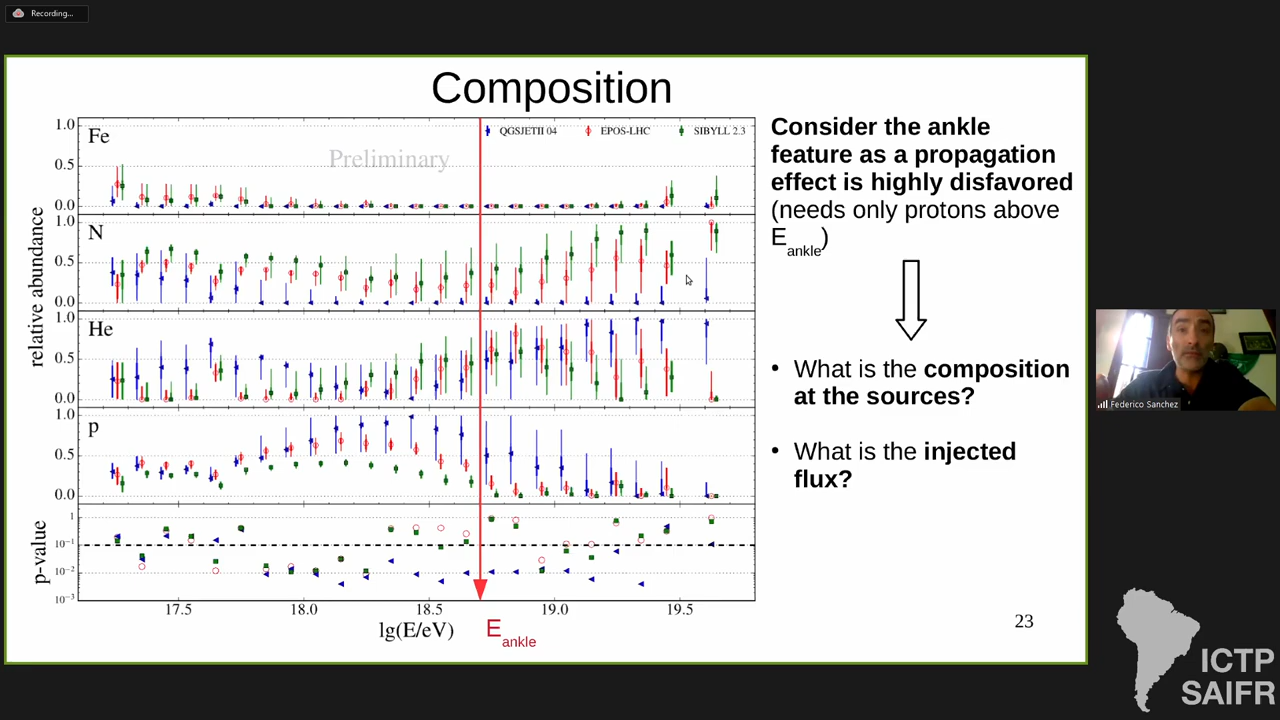 Recording...
Composition
1.0
Fe
QGSJETII 04
EPOS-LHC
SIBYLL 2.3
Preliminary
0.5
0.0
1.0
N
0.5
0.0
1.0
He
0.5
0.0
1.0
p
0.5
0.0
relative abundance
1
10⁻¹
10⁻²
10⁻³
p-value
17.5
18.0
18.5
19.0
19.5
lg(E/eV)
E ankle
Consider the ankle
feature as a propagation
effect is highly disfavored
(needs only protons above
E ankle)
• What is the composition
at the sources?
• What is the injected
flux?
23
Federico Sanchez
ICTP
SAIFR